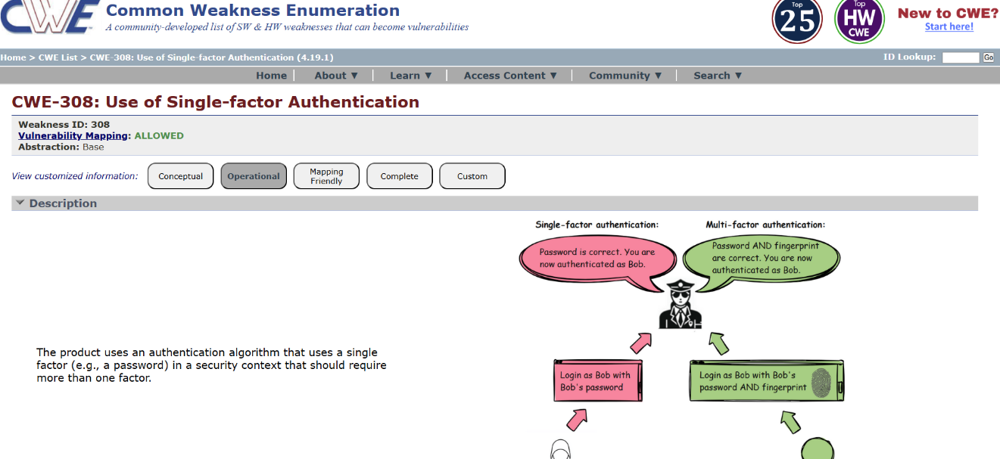 CWE
Common Weakness Enumeration
A community-developed list of SW & HW weaknesses that can become vulnerabilities
Top
25
Top
HW
CWE
New to CWE?
Start here!
Home > CWE List > CWE-308: Use of Single-factor Authentication (4.19.1)
ID Lookup:
Go
Home
About ▼
Learn ▼
Access Content ▼
Community ▼
Search ▼
CWE-308: Use of Single-factor Authentication
Weakness ID: 308
Vulnerability Mapping: ALLOWED
Abstraction: Base
View customized information:
Conceptual
Operational
Mapping
Friendly
Complete
Custom
Description
The product uses an authentication algorithm that uses a single
factor (e.g., a password) in a security context that should require
more than one factor.
Single-factor authentication:
Password is correct. You are
now authenticated as Bob.
Multi-factor authentication:
Password AND fingerprint
are correct. You are now
authenticated as Bob.
Login as Bob with
Bob's password
Login as Bob with Bob's
password AND fingerprint